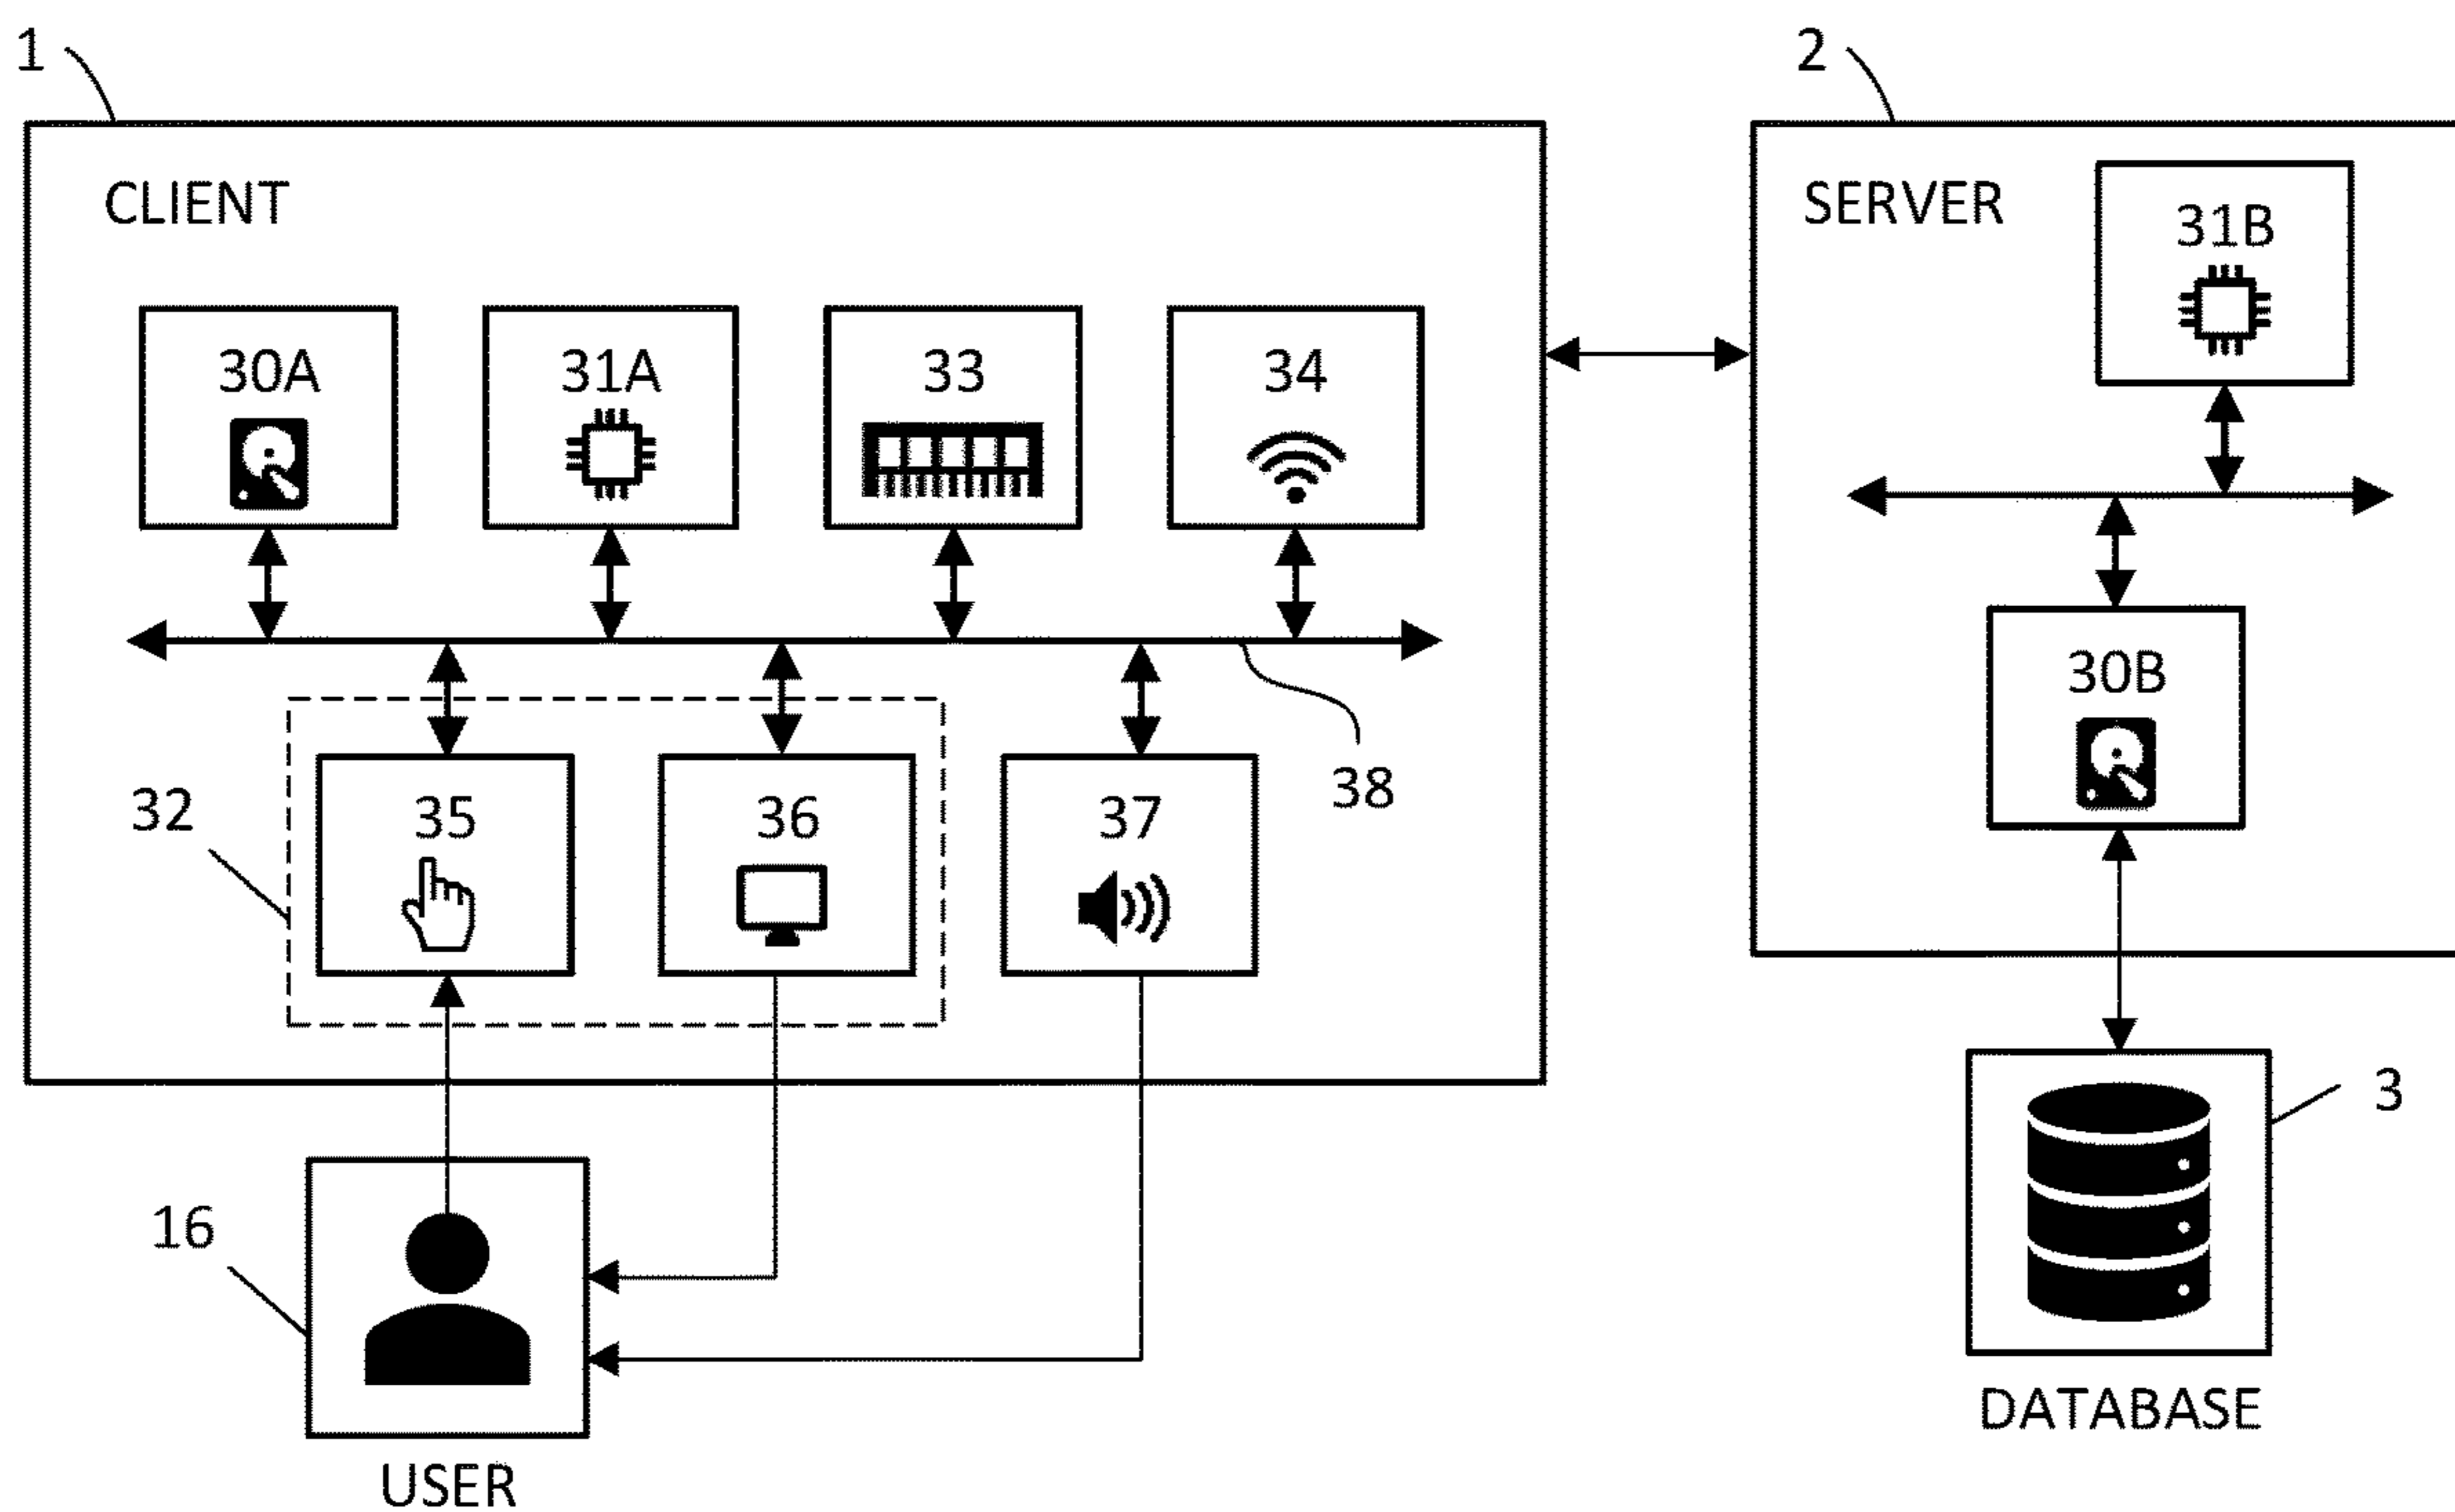 1
2
CLIENT
SERVER
31B
30A
31A
33
34
30B
32
35
36
37
38
3
16
DATABASE
USER